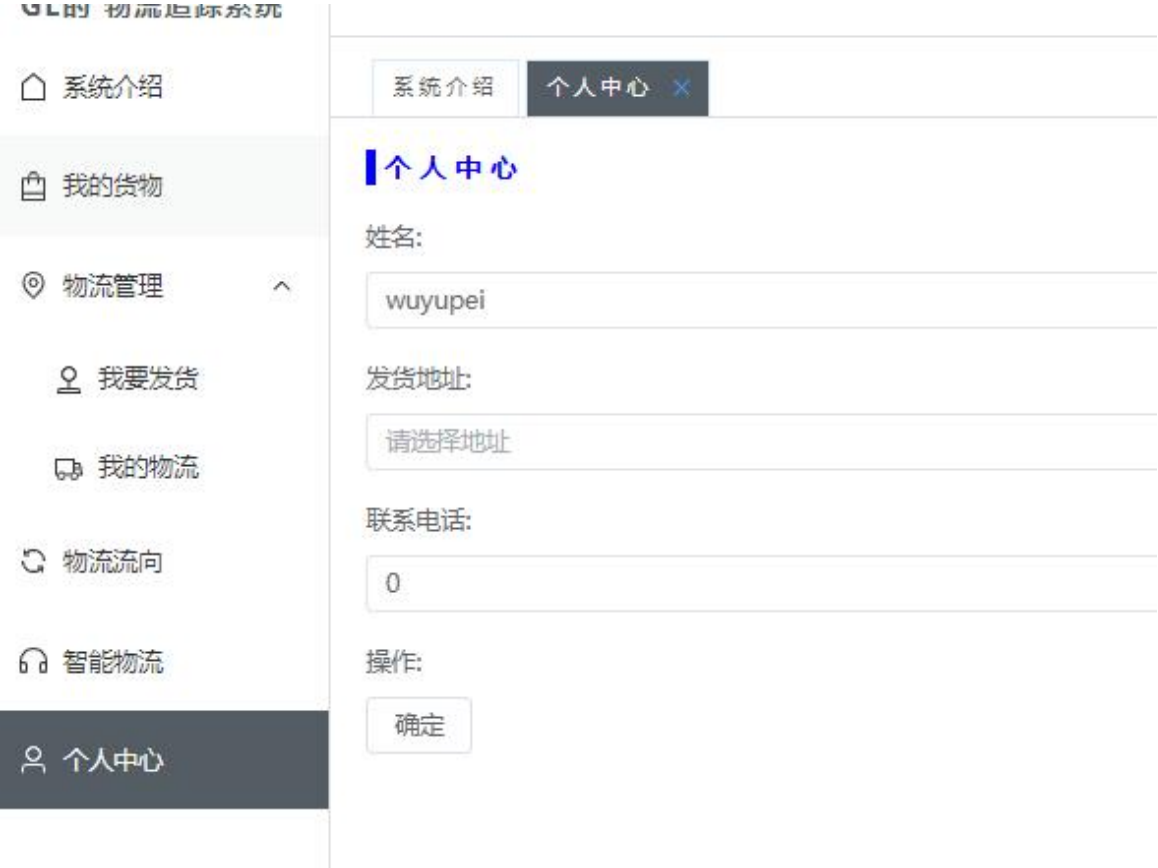 GL的 物流追踪系统
系统介绍
我的货物
物流管理
我要发货
我的物流
物流流向
智能物流
个人中心
系统介绍 个人中心 ×
个人中心
姓名:
wuyupei
发货地址:
请选择地址
联系电话:
0
操作:
确定